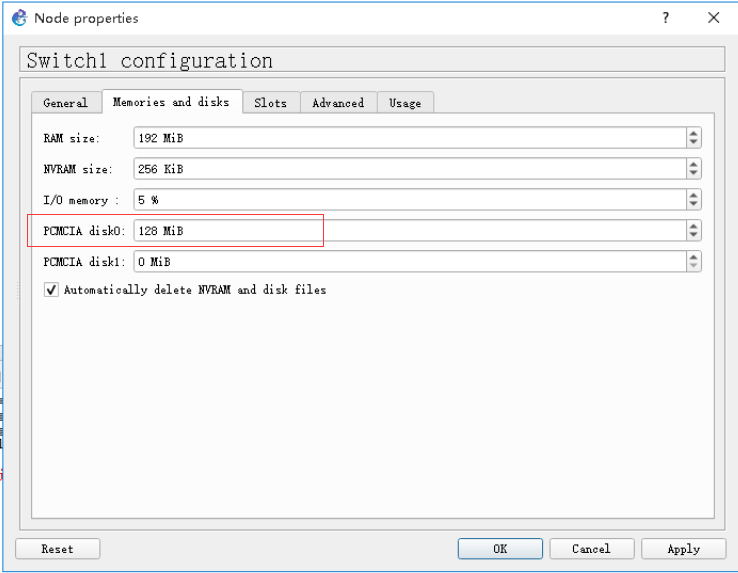 Node properties
?
Switch1 configuration
General Memories and disks Slots Advanced Usage
RAM size: 192 MiB
NVRAM size: 256 KiB
I/O memory : 5 %
PCMCIA disk0: 128 MiB
PCMCIA disk1: 0 MiB
Automatically delete NVRAM and disk files
Reset OK Cancel Apply